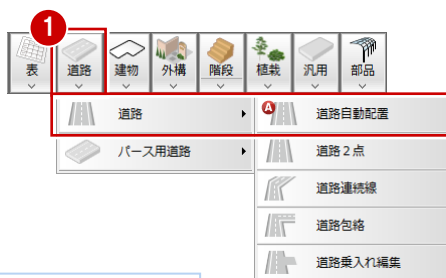 1
表 道路 建物 外構 階段 植栽 汎用 部品
道路
A 道路自動配置
パース用道路
道路2点
道路連続線
道路包絡
道路乗入れ編集